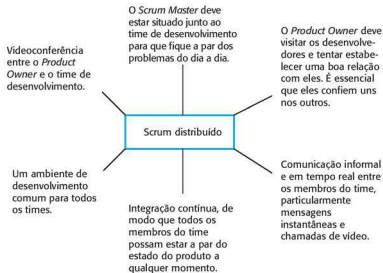 O Scrum Master deve
estar situado junto ao
time de desenvolvimento
para que fique a par dos
problemas do dia a dia.
Videoconferência
entre o Product
Owner e o time de
desenvolvimento.
O Product Owner deve
visitar os desenvolve-
dores e tentar estabe-
lecer uma boa relação
com eles. É essencial
que eles confiem uns
nos outros.
Scrum distribuído
Um ambiente de
desenvolvimento
comum para todos
os times.
Integração contínua, de
modo que todos os
membros do time
possam estar a par do
estado do produto a
qualquer momento.
Comunicação informal
e em tempo real entre
os membros do time,
particularmente
mensagens
instantâneas e
chamadas de vídeo.